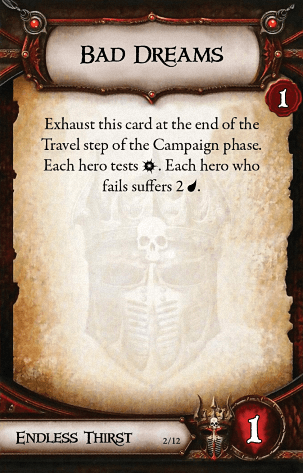 BAD DREAMS
1
Exhaust this card at the end of the
Travel step of the Campaign phase.
Each hero tests . Each hero who
fails suffers 2 .
ENDLESS THIRST
2/12
1